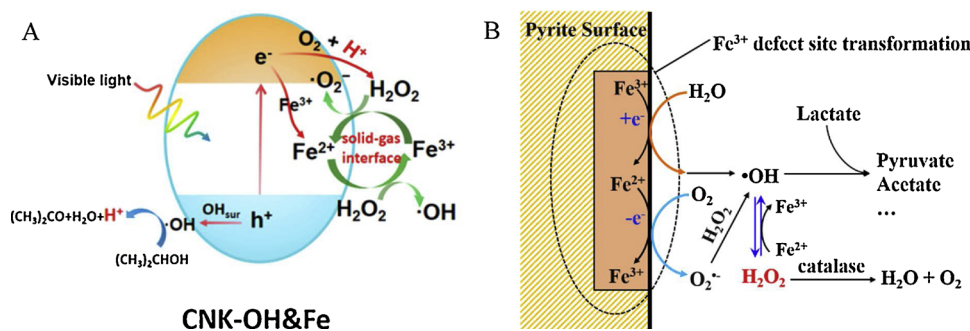 A
Visible light
e⁻
O₂ + H⁺
·O₂⁻
H₂O₂
Fe³⁺
Fe²⁺
solid-gas
interface
Fe³⁺
H₂O₂
·OH
(CH₃)₂CO+H₂O+H⁺
·OH
OHsur
h⁺
(CH₃)₂CHOH
CNK-OH&Fe
B
Pyrite Surface
Fe³⁺ defect site transformation
Fe³⁺
H₂O
+e⁻
Lactate
Fe²⁺
•OH
Pyruvate
Acetate
...
O₂
-e⁻
H₂O₂
Fe³⁺
Fe²⁺
Fe³⁺
O₂•⁻
H₂O₂
catalase
H₂O + O₂